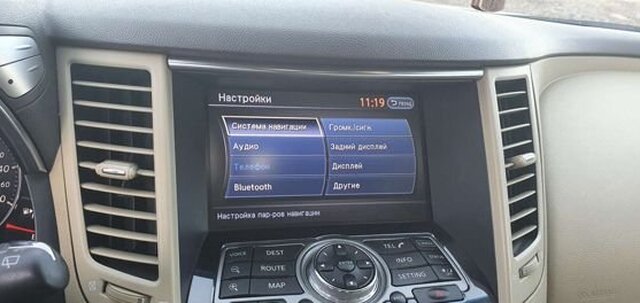 Настройки 11:19 НАЗАД
Система навигации Громк./сигн.
Аудио Задний дисплей
Телефон Дисплей
Bluetooth Другие
Настройка пар-ров навигации
VOICE DEST TEL
ROUTE INFO
MAP SETTING
ENTER